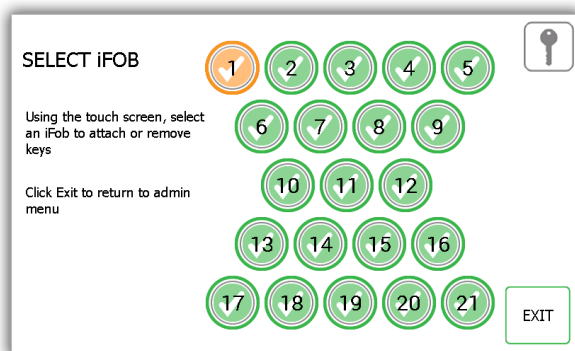 SELECT iFOB
1 2 3 4 5
Using the touch screen, select
an iFob to attach or remove
keys
6 7 8 9
Click Exit to return to admin
menu
10 11 12
13 14 15 16
17 18 19 20 21
EXIT